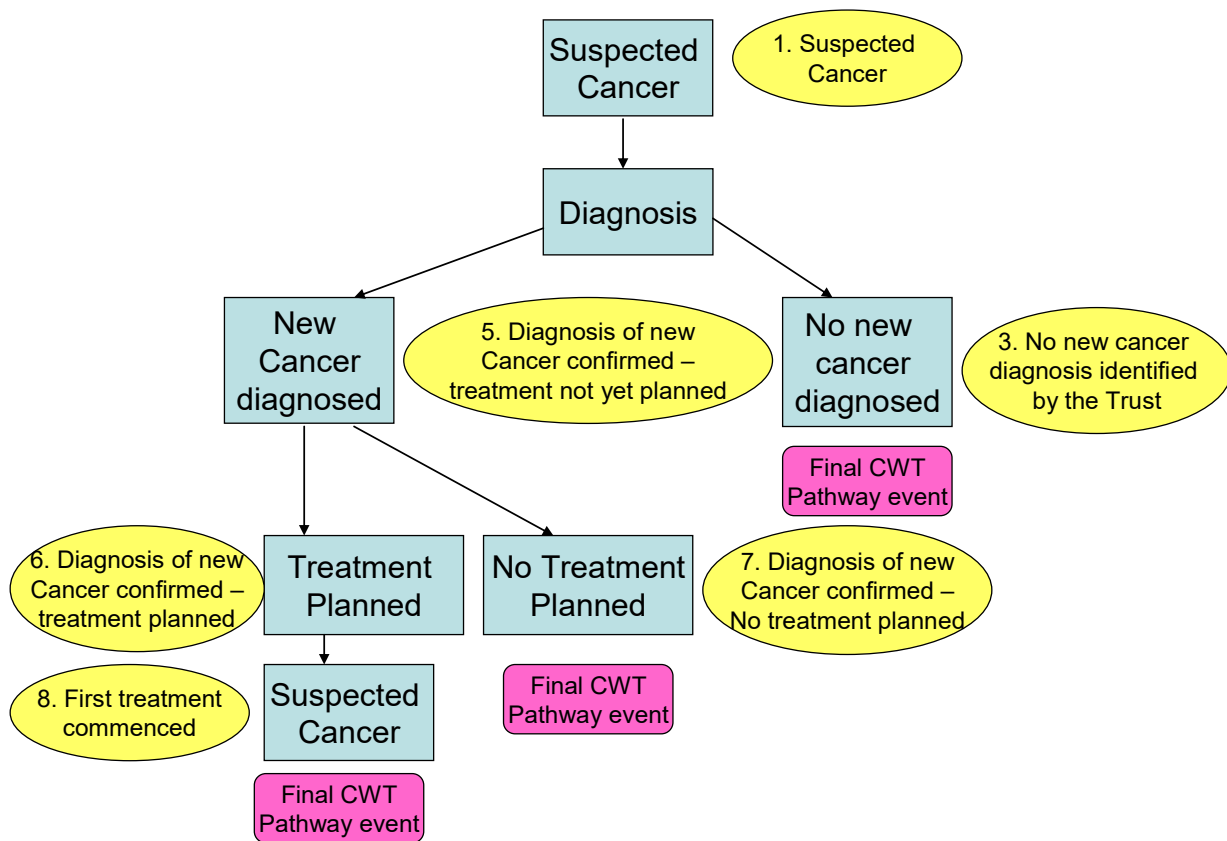 Suspected
Cancer
1. Suspected
Cancer
Diagnosis
New
Cancer
diagnosed
5. Diagnosis of new
Cancer confirmed –
treatment not yet planned
No new
cancer
diagnosed
3. No new cancer
diagnosis identified
by the Trust
Final CWT
Pathway event
6. Diagnosis of new
Cancer confirmed –
treatment planned
Treatment
Planned
No Treatment
Planned
7. Diagnosis of new
Cancer confirmed –
No treatment planned
8. First treatment
commenced
Suspected
Cancer
Final CWT
Pathway event
Final CWT
Pathway event